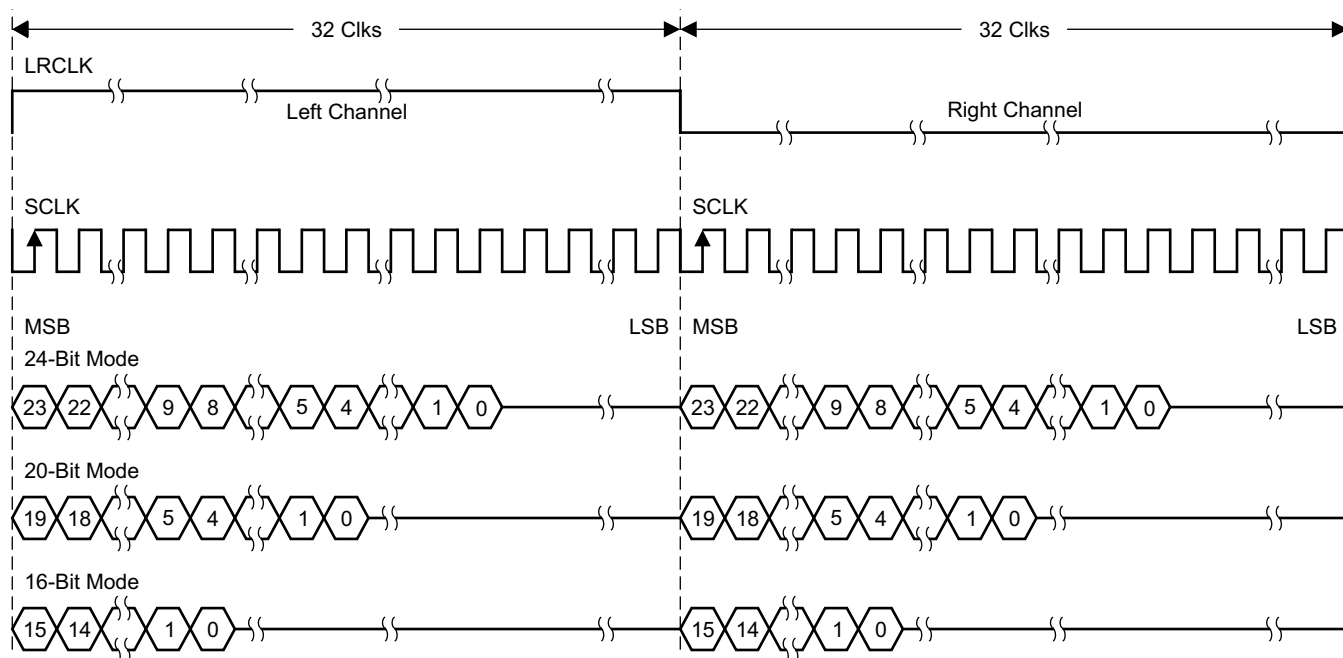 32 Clks 32 Clks
LRCLK
Left Channel Right Channel
SCLK SCLK
MSB LSB MSB LSB
24-Bit Mode
23 22 9 8 5 4 1 0 23 22 9 8 5 4 1 0
20-Bit Mode
19 18 5 4 1 0 19 18 5 4 1 0
16-Bit Mode
15 14 1 0 15 14 1 0